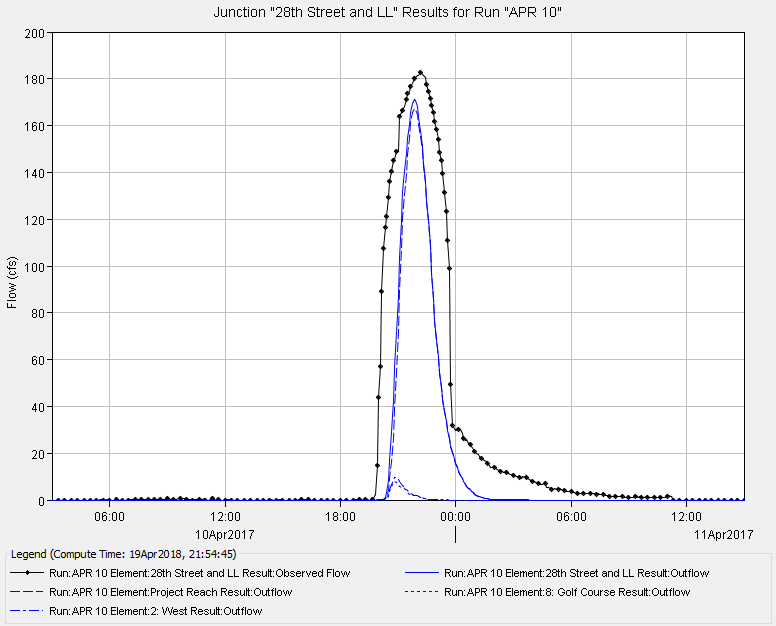 Junction "28th Street and LL" Results for Run "APR 10"
200
180
160
140
120
100
80
60
40
20
0
Flow (cfs)
06:00 12:00 18:00 00:00 06:00 12:00
10Apr2017 11Apr2017
Legend (Compute Time: 19Apr2018, 21:54:45)
Run:APR 10 Element:28th Street and LL Result:Observed Flow
Run:APR 10 Element:28th Street and LL Result:Outflow
Run:APR 10 Element:Project Reach Result:Outflow
Run:APR 10 Element:8: Golf Course Result:Outflow
Run:APR 10 Element:2: West Result:Outflow